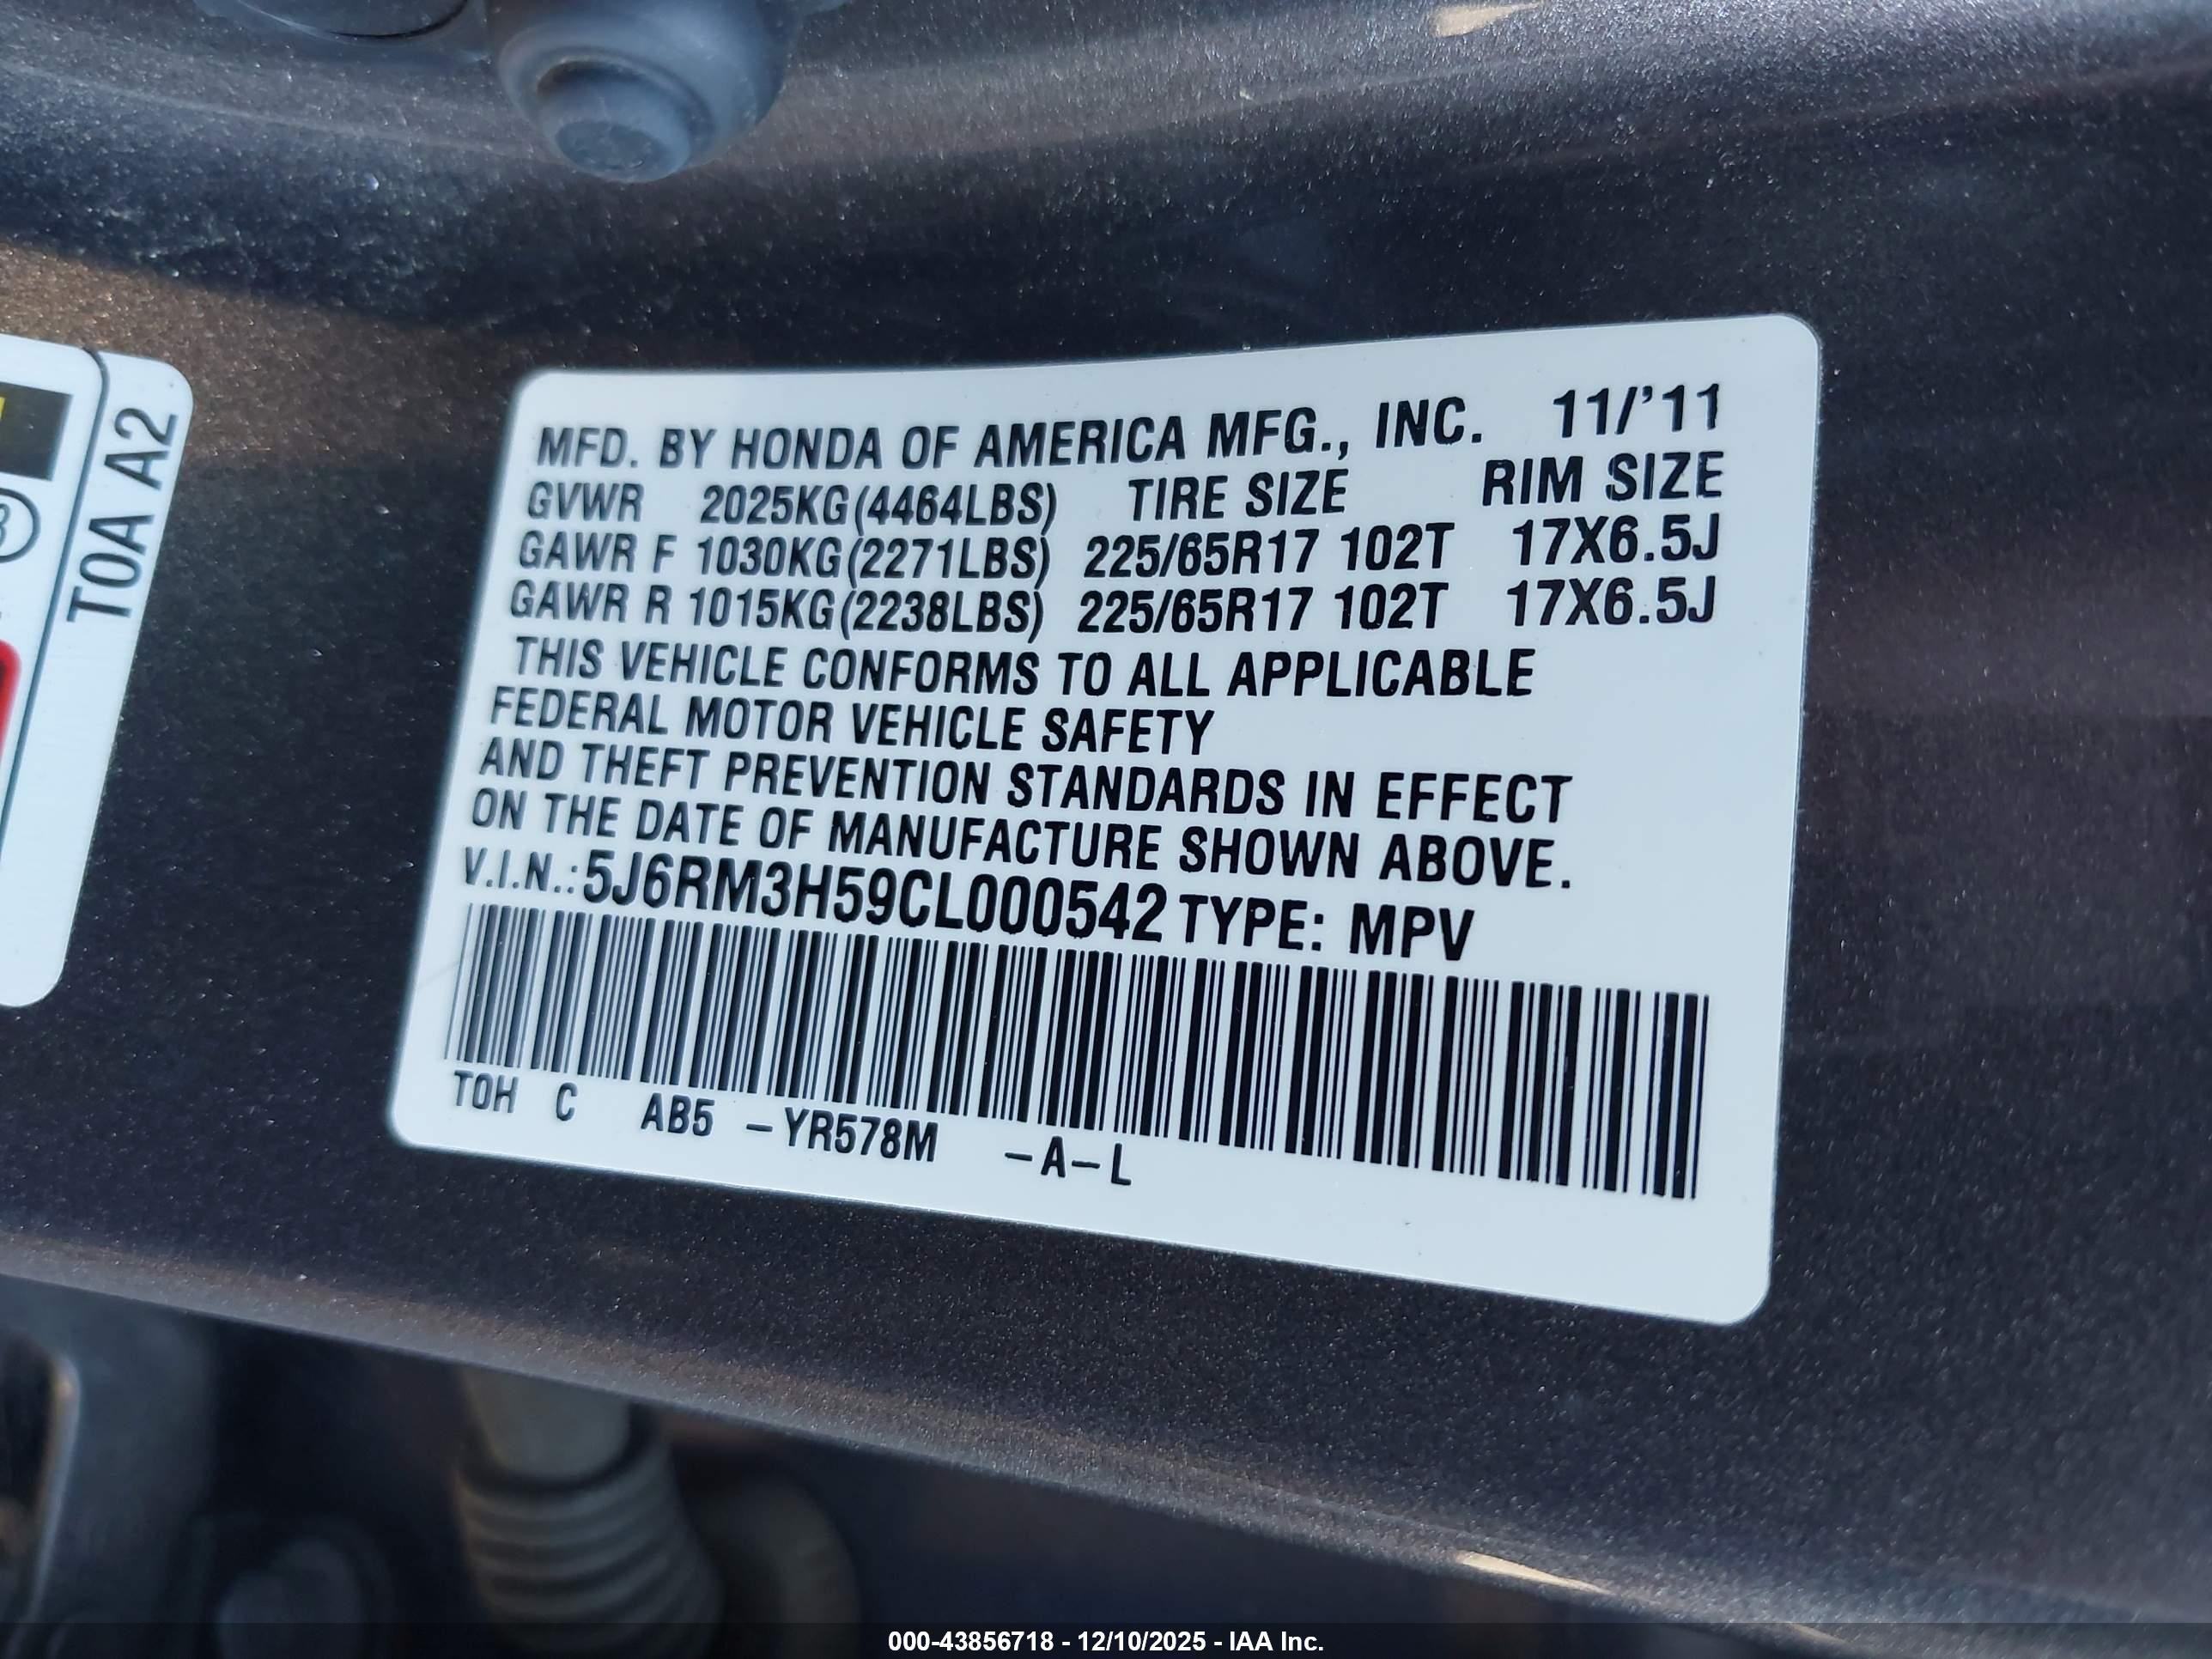 T0A A2
MFD. BY HONDA OF AMERICA MFG., INC. 11/'11
GVWR 2025KG(4464LBS) TIRE SIZE RIM SIZE
GAWR F 1030KG(2271LBS) 225/65R17 102T 17X6.5J
GAWR R 1015KG(2238LBS) 225/65R17 102T 17X6.5J
THIS VEHICLE CONFORMS TO ALL APPLICABLE
FEDERAL MOTOR VEHICLE SAFETY
AND THEFT PREVENTION STANDARDS IN EFFECT
ON THE DATE OF MANUFACTURE SHOWN ABOVE.
V.I.N.:5J6RM3H59CL000542 TYPE: MPV
T0H C AB5 -YR578M -A-L
000-43856718 - 12/10/2025 - IAA Inc.